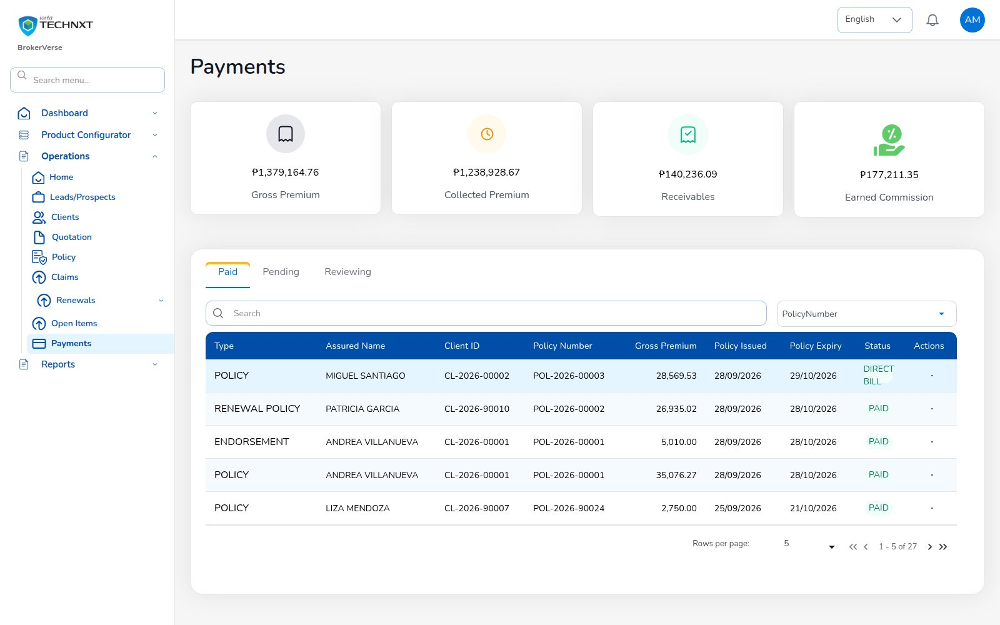 iorta
TECHNXT
BrokerVerse
Search menu...
Dashboard
Product Configurator
Operations
Home
Leads/Prospects
Clients
Quotation
Policy
Claims
Renewals
Open Items
Payments
Reports
English
AM
Payments
₱1,379,164.76
Gross Premium
₱1,238,928.67
Collected Premium
₱140,236.09
Receivables
₱177,211.35
Earned Commission
Paid Pending Reviewing
Search
PolicyNumber
Type Assured Name Client ID Policy Number Gross Premium Policy Issued Policy Expiry Status Actions
POLICY MIGUEL SANTIAGO CL-2026-00002 POL-2026-00003 28,569.53 28/09/2026 29/10/2026 DIRECT BILL -
RENEWAL POLICY PATRICIA GARCIA CL-2026-90010 POL-2026-00002 26,935.02 28/09/2026 28/10/2026 PAID -
ENDORSEMENT ANDREA VILLANUEVA CL-2026-00001 POL-2026-00001 5,010.00 28/09/2026 28/10/2026 PAID -
POLICY ANDREA VILLANUEVA CL-2026-00001 POL-2026-00001 35,076.27 28/09/2026 28/10/2026 PAID -
POLICY LIZA MENDOZA CL-2026-90007 POL-2026-90024 2,750.00 25/09/2026 21/10/2026 PAID -
Rows per page: 5 1 - 5 of 27